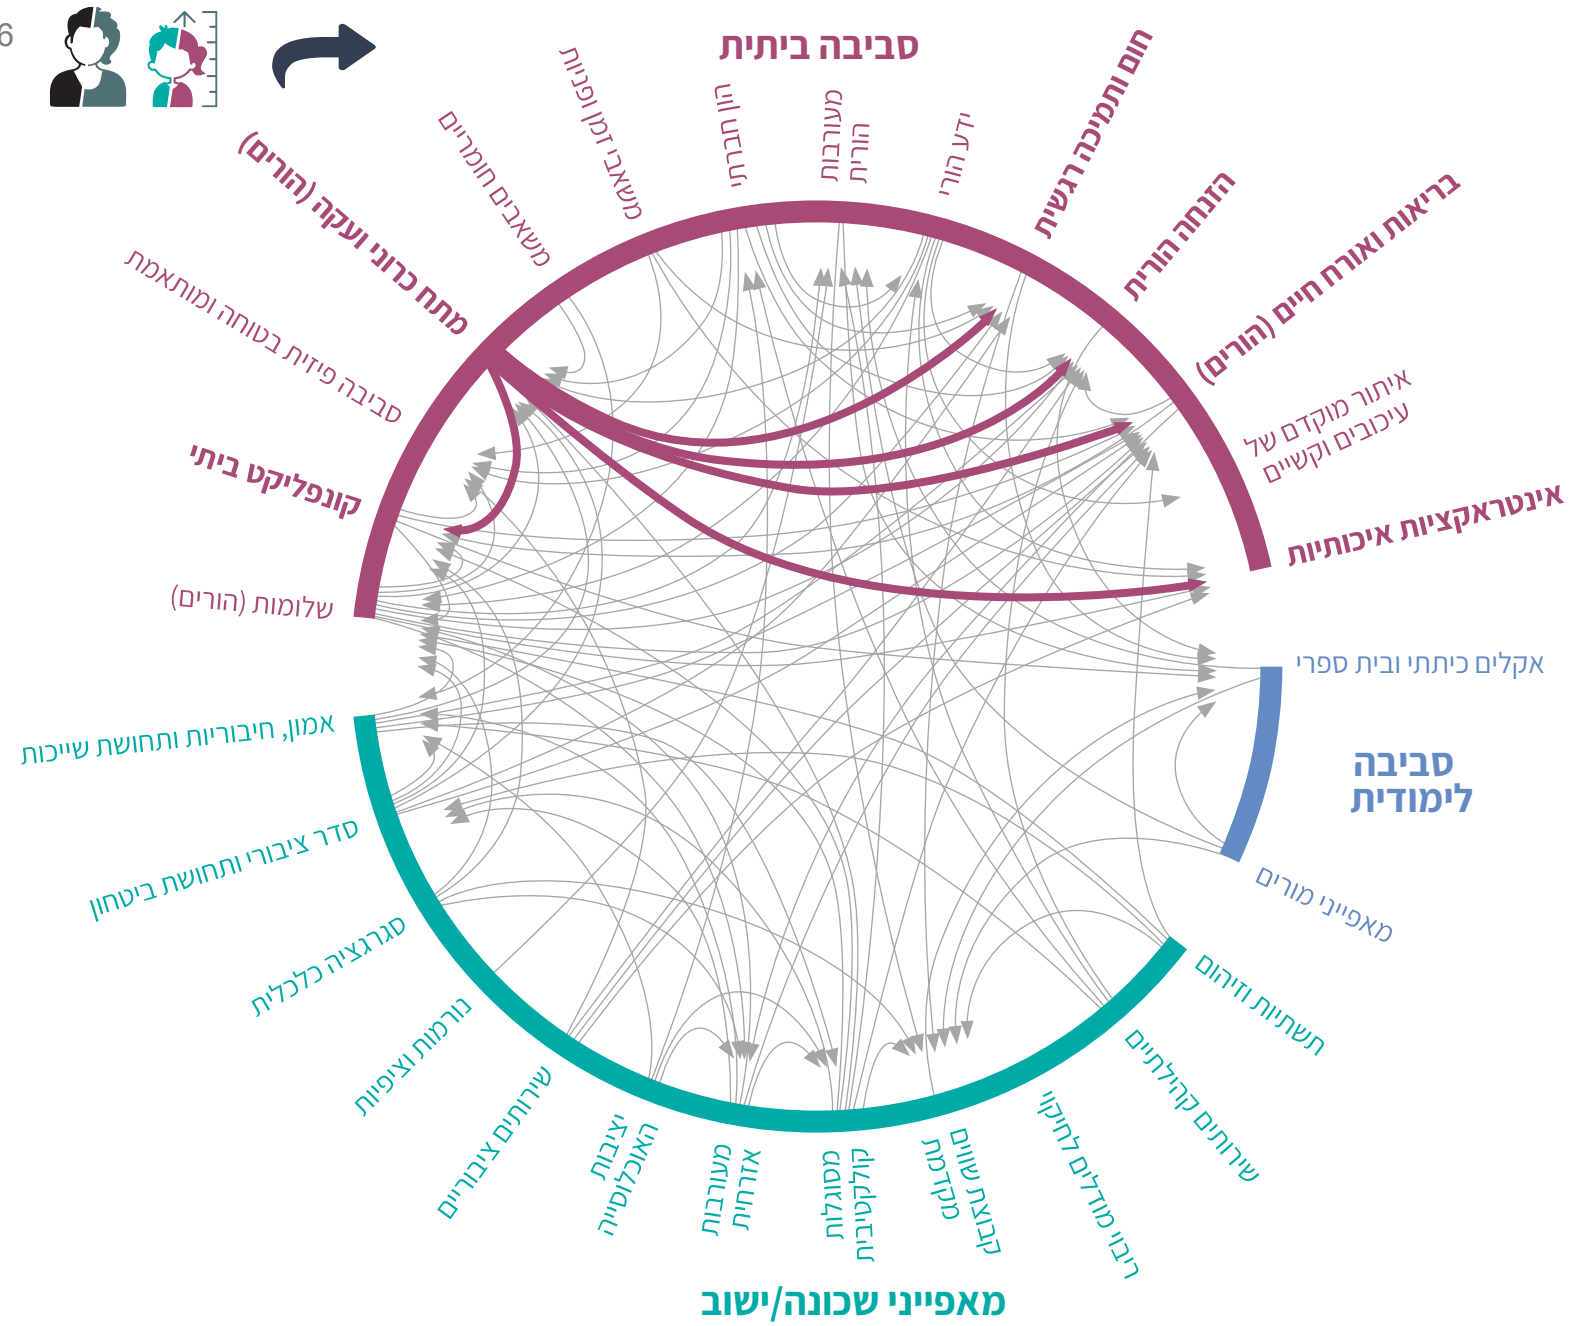 6
סביבה ביתית
מתח כרוני ועקה (הורים)
משאבים חומריים
משאבי זמן ופניות
הון תרבותי
מעורבות
הורית
ידע הורי
חום ותמיכה רגשית
הזנחה הורית
בריאות ואורח חיים (הורים)
איתור מוקדם של
עיכובים וקשיים
אינטראקציות איכותיות
סביבה פיזית בטוחה ומותאמת
קונפליקט ביתי
שלומות (הורים)
אקלים כיתתי ובית ספרי
סביבה
לימודית
מאפייני מורים
אמון, חיבוריות ותחושת שייכות
סדר ציבורי ותחושת ביטחון
סגרגציה כלכלית
נורמות וציפיות
שירותים ציבוריים
יציבות
האוכלוסייה
מעורבות
אזרחית
מסוגלות
קולקטיבית
קבוצת שווים
מקדמת
ריבוי מודלים לחיקוי
שירותים קהילתיים
תשתיות וזיהום
מאפייני שכונה/ישוב